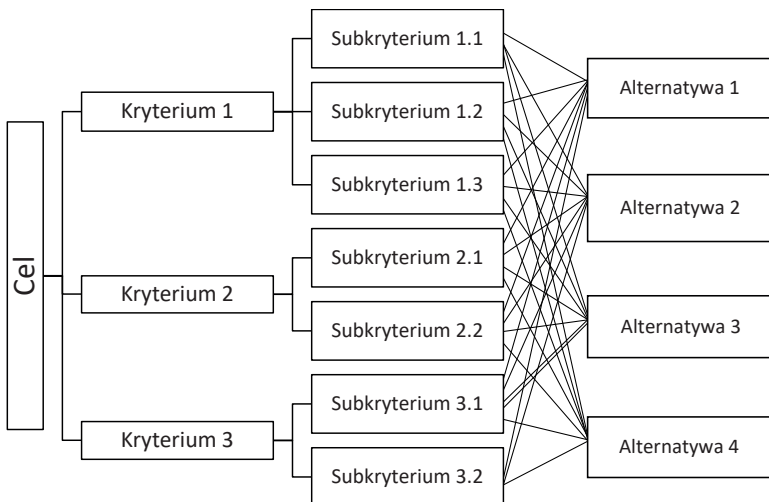 Cel
Kryterium 1
Kryterium 2
Kryterium 3
Subkryterium 1.1
Subkryterium 1.2
Subkryterium 1.3
Subkryterium 2.1
Subkryterium 2.2
Subkryterium 3.1
Subkryterium 3.2
Alternatywa 1
Alternatywa 2
Alternatywa 3
Alternatywa 4